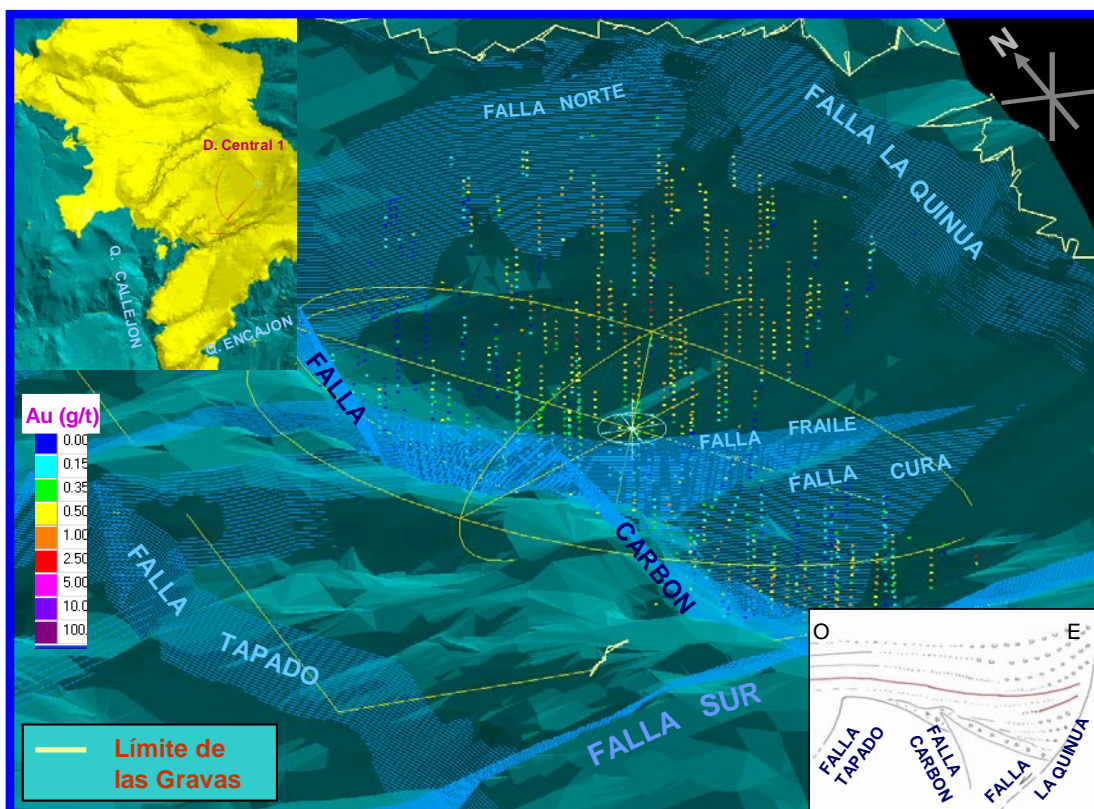 FALLA NORTE
FALLA LA QUINUA
N
D. Central 1
Q. CALLEJON
Q. ENCAJON
FALLA CARBON
FALLA FRAILE
FALLA CURA
Au (g/t)
0.00
0.15
0.35
0.50
1.00
2.50
5.00
10.0
100.
FALLA TAPADO
FALLA SUR
Límite de
las Gravas
O E
FALLA
TAPADO
FALLA
CARBON
FALLA
LA QUINUA